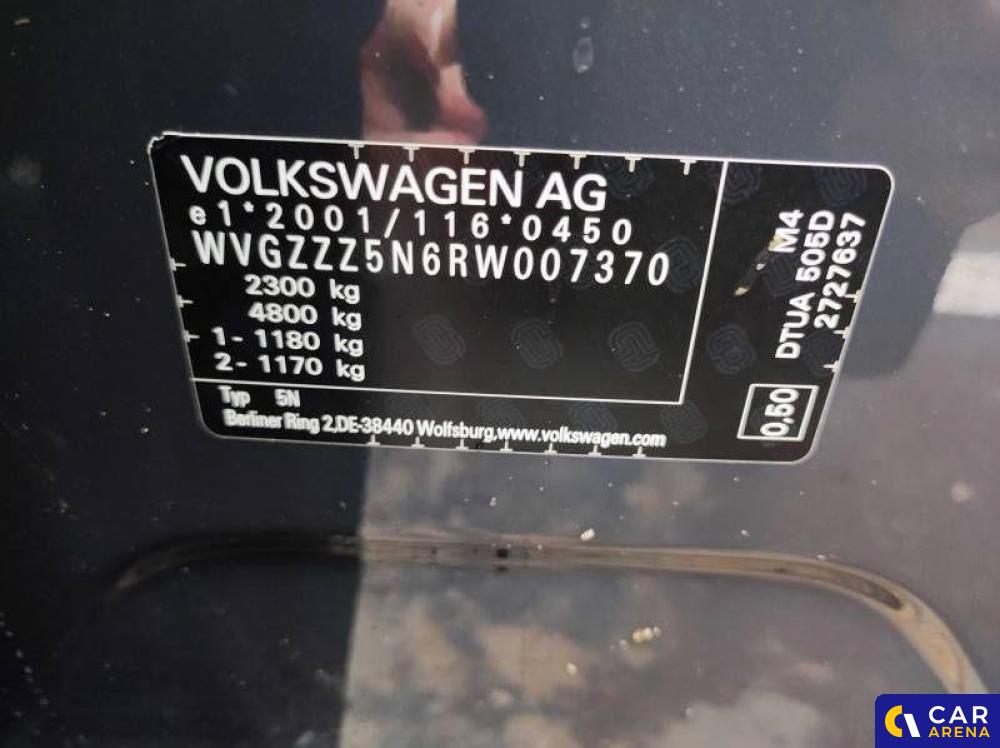 VOLKSWAGEN AG
e1*2001/116*0450
WVGZZZ5N6RW007370
2300 kg
4800 kg
1- 1180 kg
2- 1170 kg
Typ 5N
Berliner Ring 2,DE-38440 Wolfsburg,www.volkswagen.com
M4
DTUA 505D
2727637
0,50
CAR
ARENA